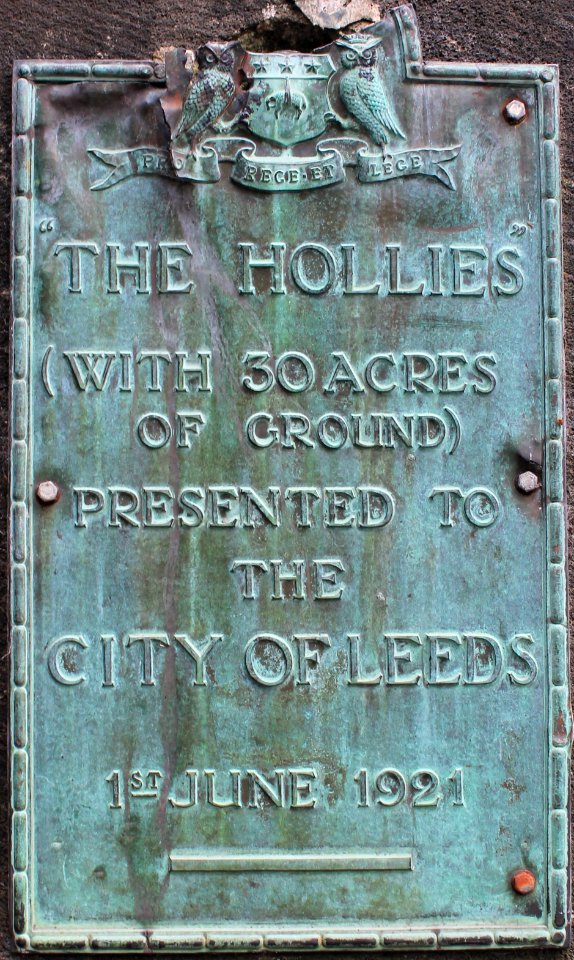 PRO REGE·ET LEGE
"THE HOLLIES"
(WITH 30 ACRES
OF GROUND)
PRESENTED TO
THE
CITY OF LEEDS
1ST JUNE 1921